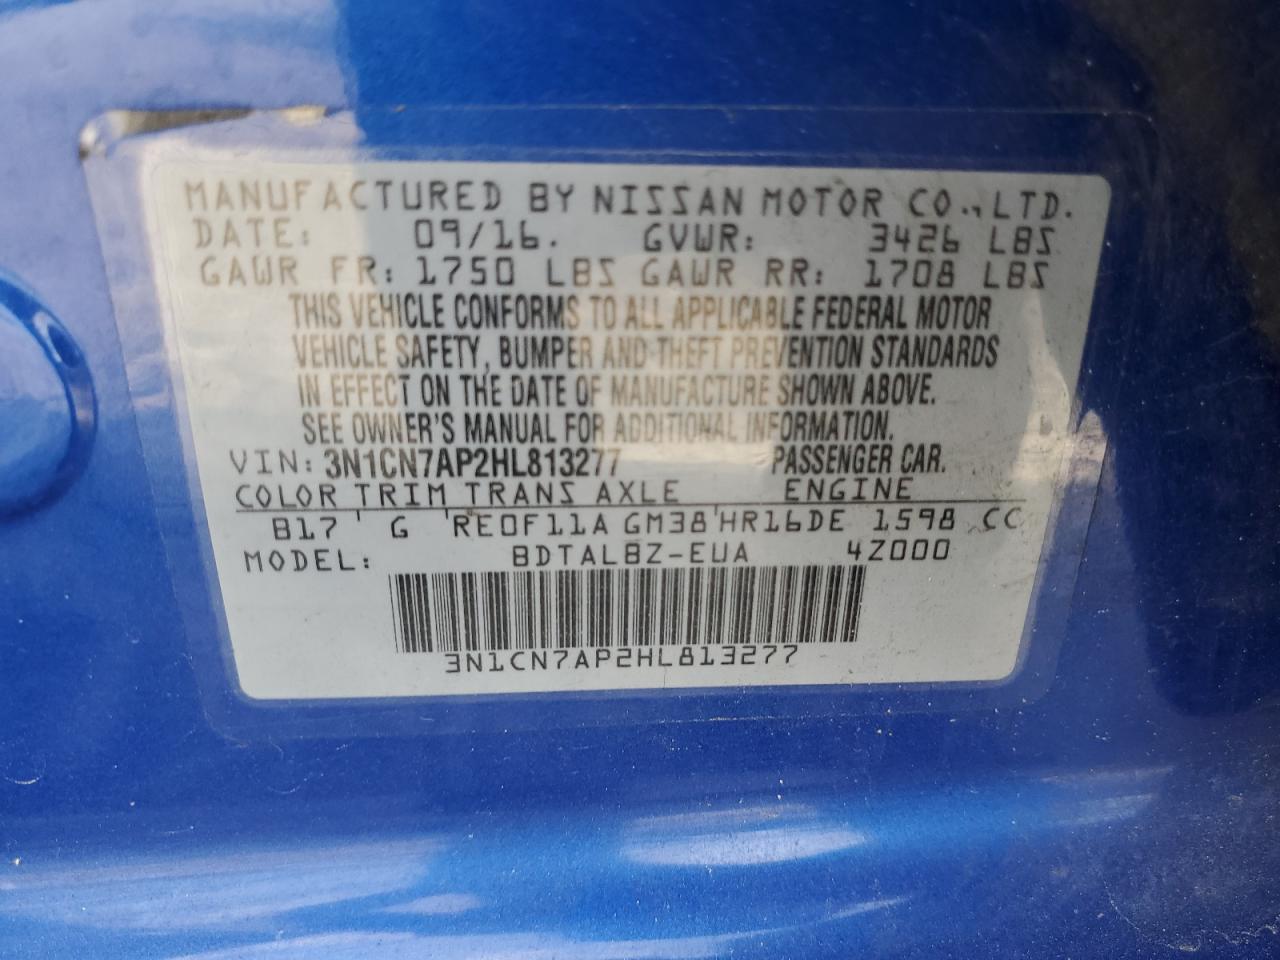 MANUFACTURED BY NISSAN MOTOR CO., LTD.
DATE: 09/16. GVWR: 3426 LBS
GAWR FR: 1750 LBS GAWR RR: 1708 LBS
THIS VEHICLE CONFORMS TO ALL APPLICABLE FEDERAL MOTOR
VEHICLE SAFETY, BUMPER AND THEFT PREVENTION STANDARDS
IN EFFECT ON THE DATE OF MANUFACTURE SHOWN ABOVE.
SEE OWNER'S MANUAL FOR ADDITIONAL INFORMATION.
VIN: 3N1CN7AP2HL813277 PASSENGER CAR.
COLOR TRIM TRANS AXLE ENGINE
B17 G RE0F11A GM38 HR16DE 1598 CC
MODEL: BDTALBZ-EUA 4Z000
3N1CN7AP2HL813277